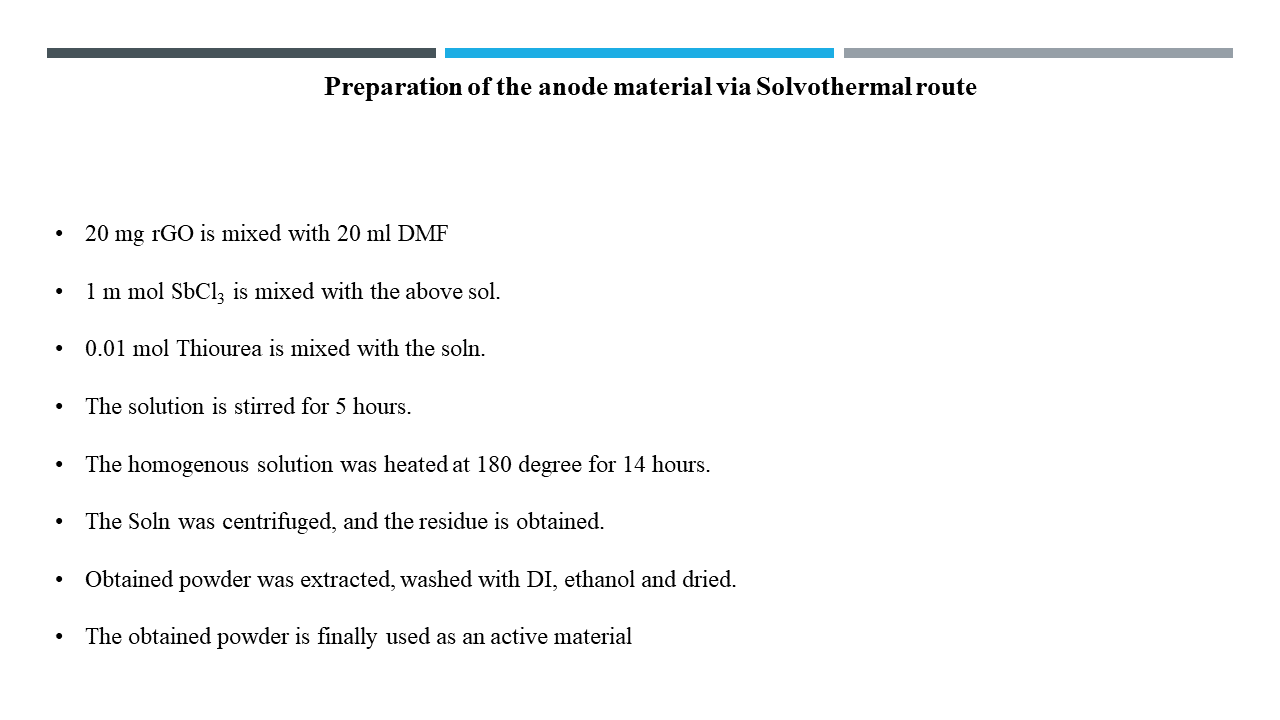 Preparation of the anode material via Solvothermal route
• 20 mg rGO is mixed with 20 ml DMF
• 1 m mol SbCl₃ is mixed with the above sol.
• 0.01 mol Thiourea is mixed with the soln.
• The solution is stirred for 5 hours.
• The homogenous solution was heated at 180 degree for 14 hours.
• The Soln was centrifuged, and the residue is obtained.
• Obtained powder was extracted, washed with DI, ethanol and dried.
• The obtained powder is finally used as an active material